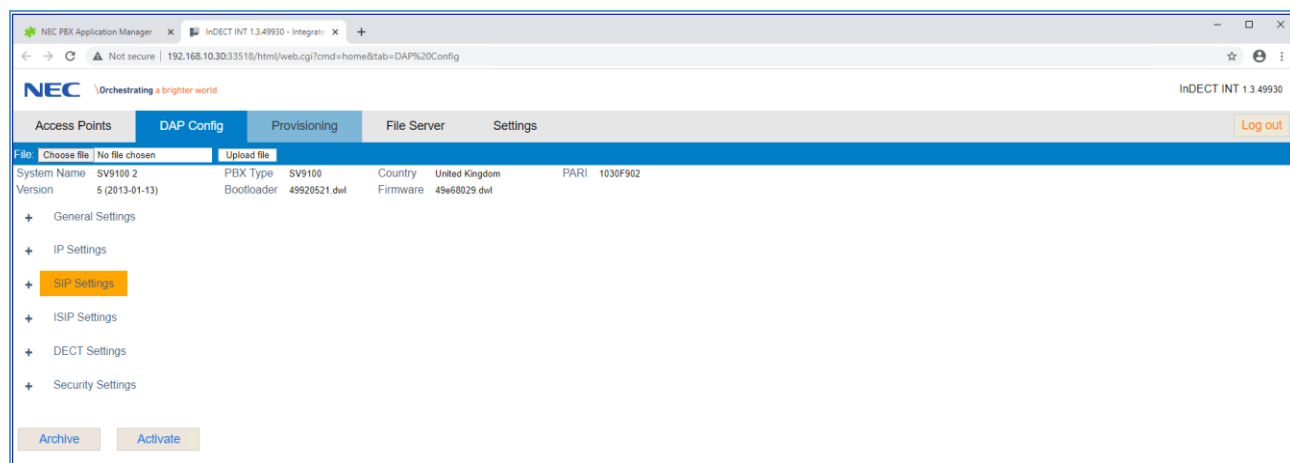 NEC PBX Application Manager
InDECT INT 1.3.49930 - Integrate
Not secure | 192.168.10.30:33518/html/web.cgi?cmd=home&tab=DAP%20Config
NEC \Orchestrating a brighter world
InDECT INT 1.3.49930
Access Points DAP Config Provisioning File Server Settings Log out
File: Choose file No file chosen Upload file
System Name SV9100 2 PBX Type SV9100 Country United Kingdom PARI 1030F902
Version 5 (2013-01-13) Bootloader 49920521.dwl Firmware 49e68029.dwl
+ General Settings
+ IP Settings
+ SIP Settings
+ ISIP Settings
+ DECT Settings
+ Security Settings
Archive Activate